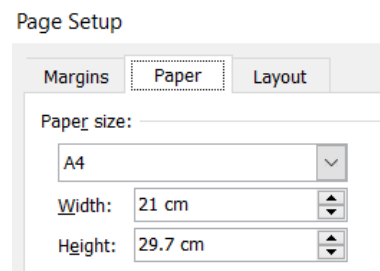 Page Setup
Margins Paper Layout
Paper size:
A4
Width: 21 cm
Height: 29.7 cm